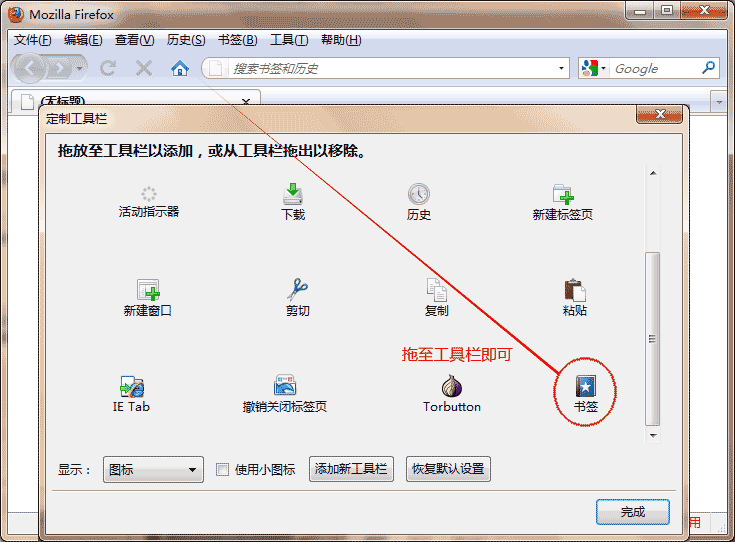 Mozilla Firefox
文件(F) 编辑(E) 查看(V) 历史(S) 书签(B) 工具(T) 帮助(H)
搜索书签和历史 Google
(无标题)
定制工具栏
拖放至工具栏以添加，或从工具栏拖出以移除。
活动指示器 下载 历史 新建标签页
新建窗口 剪切 复制 粘贴
拖至工具栏即可
IE Tab 撤销关闭标签页 Torbutton 书签
显示： 图标 使用小图标 添加新工具栏 恢复默认设置
完成
用